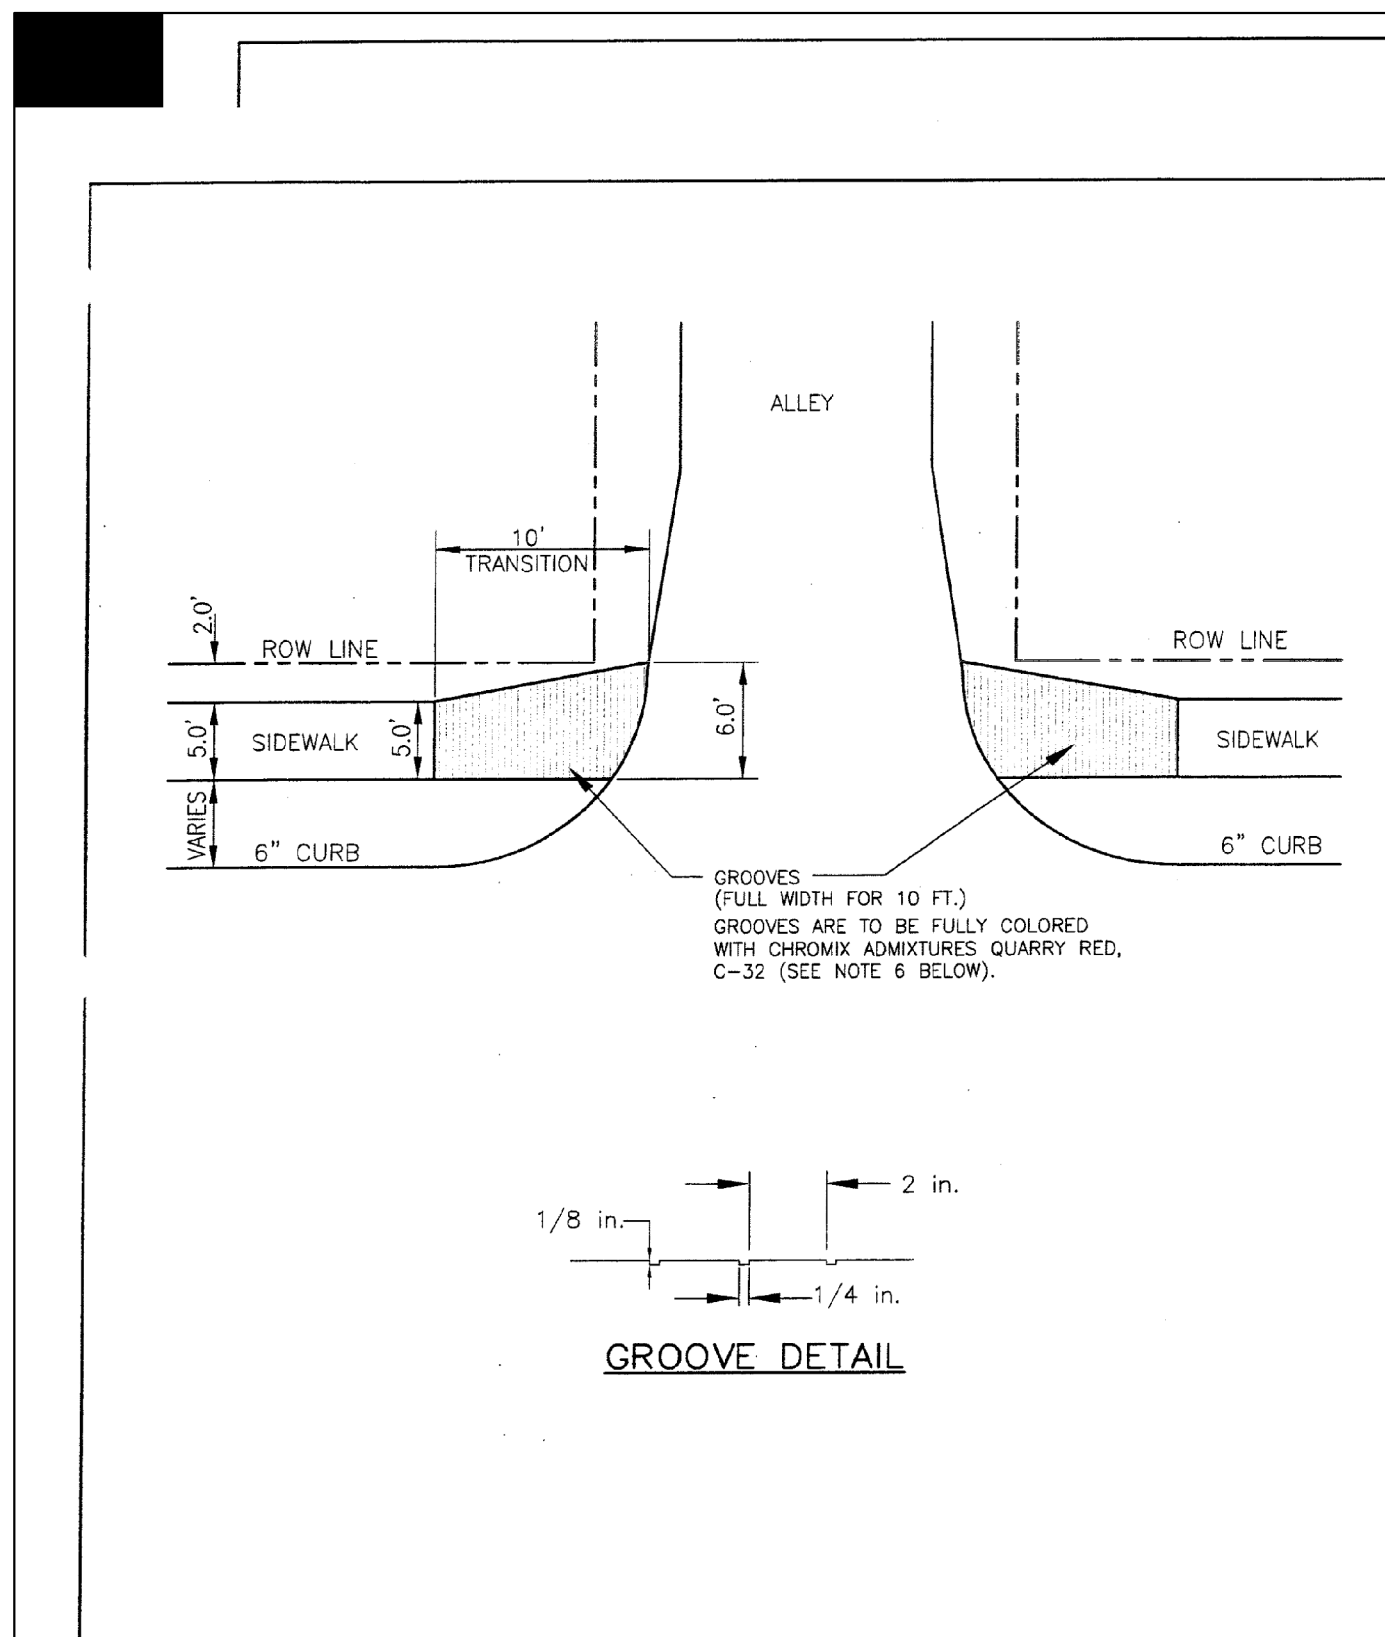 ALLEY
10'
TRANSITION
2.0'
ROW LINE
ROW LINE
5.0'
SIDEWALK
5.0'
6.0'
SIDEWALK
VARIES
6" CURB
6" CURB
GROOVES
(FULL WIDTH FOR 10 FT.)
GROOVES ARE TO BE FULLY COLORED
WITH CHROMIX ADMIXTURES QUARRY RED,
C-32 (SEE NOTE 6 BELOW).
2 in.
1/8 in.
1/4 in.
GROOVE DETAIL